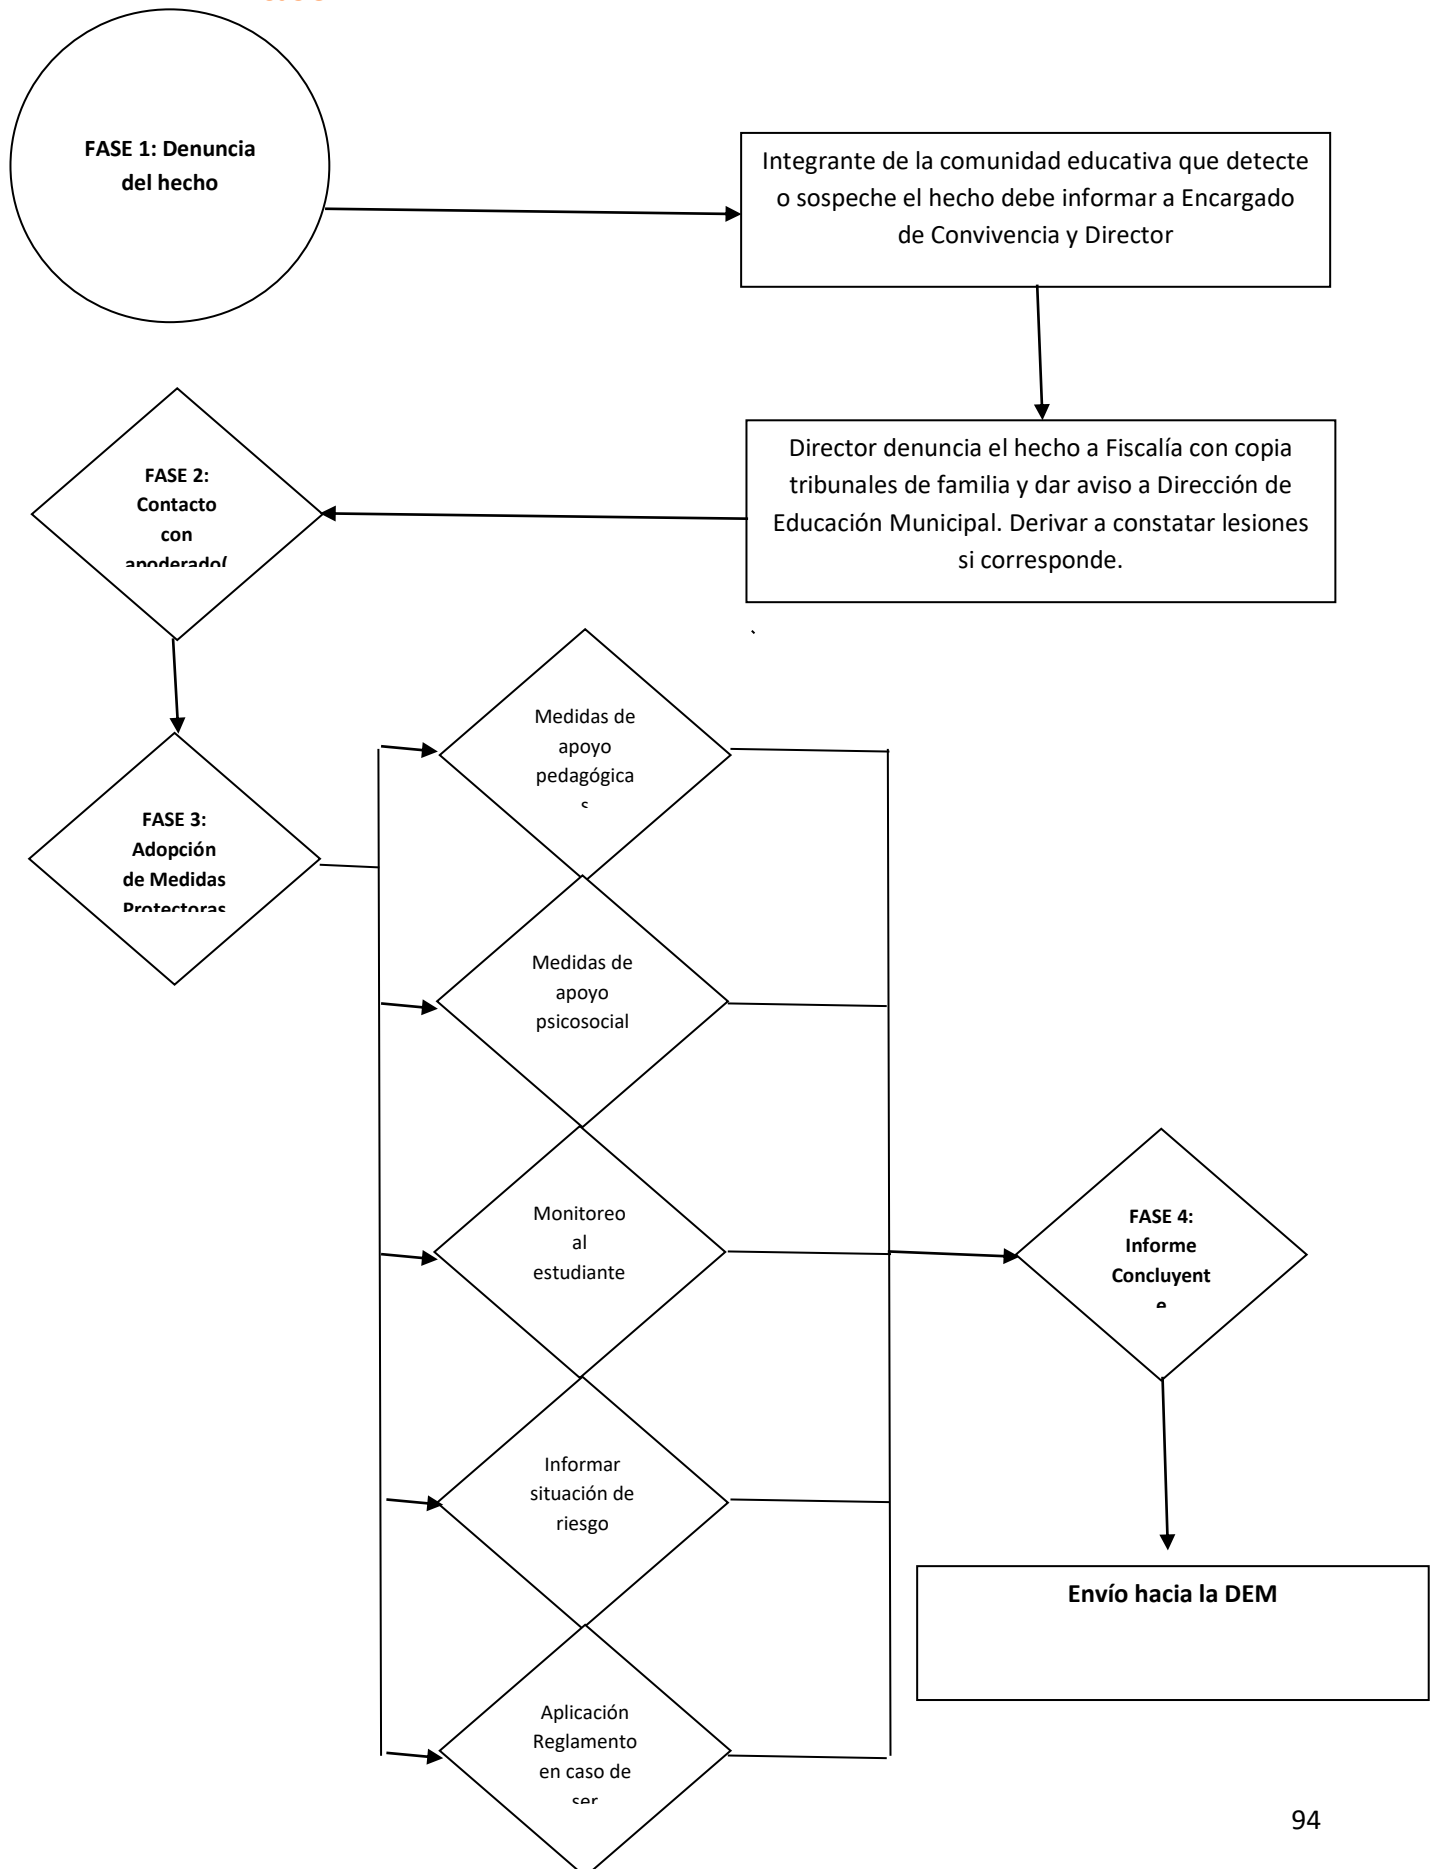 FASE 1: Denuncia
del hecho
Integrante de la comunidad educativa que detecte
o sospeche el hecho debe informar a Encargado
de Convivencia y Director
Director denuncia el hecho a Fiscalía con copia
tribunales de familia y dar aviso a Dirección de
Educación Municipal. Derivar a constatar lesiones
si corresponde.
FASE 2:
Contacto
con
apoderado(
FASE 3:
Adopción
de Medidas
Protectoras
Medidas de
apoyo
pedagógica
s
Medidas de
apoyo
psicosocial
Monitoreo
al
estudiante
Informar
situación de
riesgo
Aplicación
Reglamento
en caso de
ser
FASE 4:
Informe
Concluyent
e
Envío hacia la DEM
94